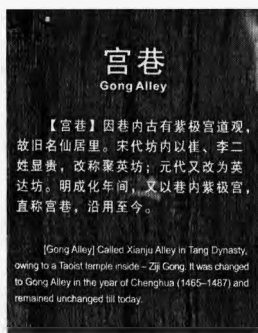 宫巷
Gong Alley
【宫巷】因巷内古有紫极宫道观，
故旧名仙居里。宋代坊内以崔、李二
姓显贵，改称聚英坊；元代又改为英
达坊。明成化年间，又以巷内紫极宫，
直称宫巷，沿用至今。
[Gong Alley] Called Xianju Alley in Tang Dynasty,
owing to a Taoist temple inside – Ziji Gong. It was changed
to Gong Alley in the year of Chenghua (1465–1487) and
remained unchanged till today.